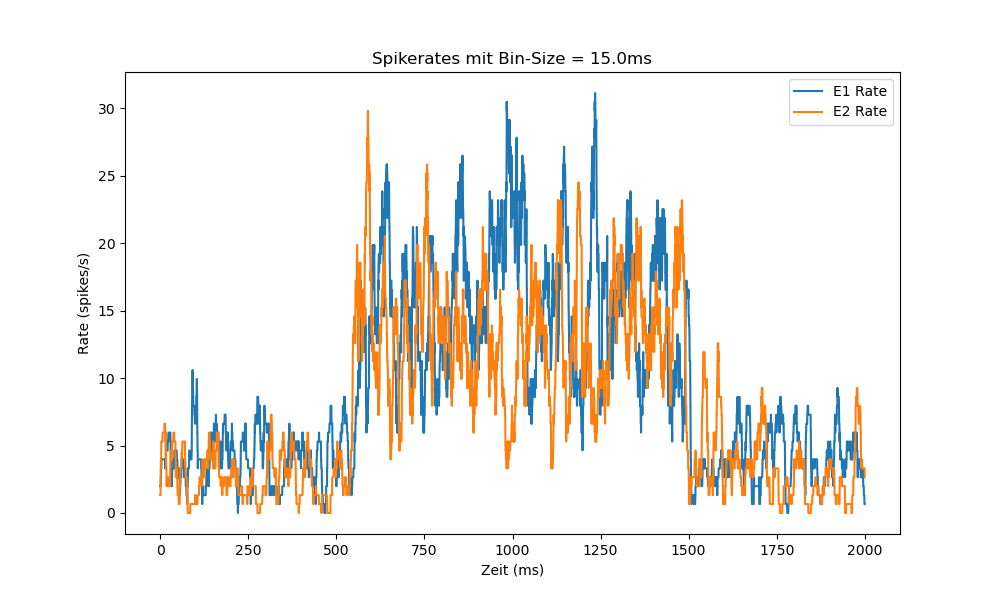 Spikerates mit Bin-Size = 15.0ms
E1 Rate
E2 Rate
30
25
20
15
10
5
0
Rate (spikes/s)
0 250 500 750 1000 1250 1500 1750 2000
Zeit (ms)